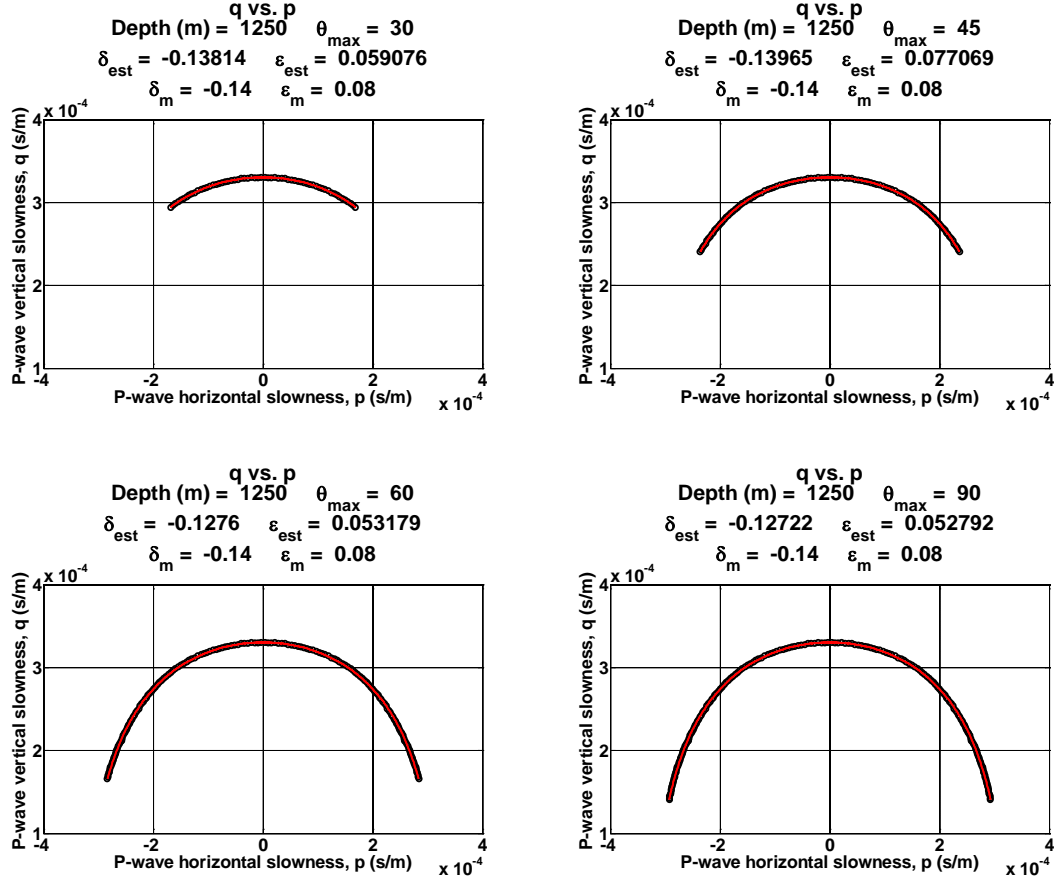 q vs. p
Depth (m) = 1250 θmax = 30
δest = -0.13814 εest = 0.059076
δm = -0.14 εm = 0.08
x 10-4
4
3
2
1
P-wave vertical slowness, q (s/m)
-4 -2 0 2 4
P-wave horizontal slowness, p (s/m) x 10-4
q vs. p
Depth (m) = 1250 θmax = 45
δest = -0.13965 εest = 0.077069
δm = -0.14 εm = 0.08
x 10-4
4
3
2
1
P-wave vertical slowness, q (s/m)
-4 -2 0 2 4
P-wave horizontal slowness, p (s/m) x 10-4
q vs. p
Depth (m) = 1250 θmax = 60
δest = -0.1276 εest = 0.053179
δm = -0.14 εm = 0.08
x 10-4
4
3
2
1
P-wave vertical slowness, q (s/m)
-4 -2 0 2 4
P-wave horizontal slowness, p (s/m) x 10-4
q vs. p
Depth (m) = 1250 θmax = 90
δest = -0.12722 εest = 0.052792
δm = -0.14 εm = 0.08
x 10-4
4
3
2
1
P-wave vertical slowness, q (s/m)
-4 -2 0 2 4
P-wave horizontal slowness, p (s/m) x 10-4